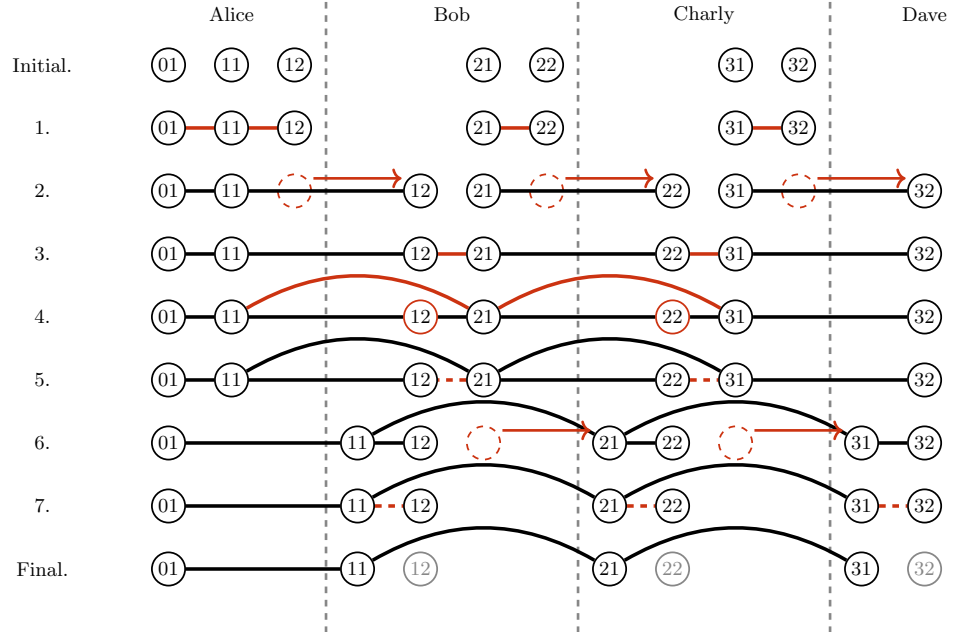 Alice Bob Charly Dave
Initial. 01 11 12 21 22 31 32
1. 01 11 12 21 22 31 32
2. 01 11 12 21 22 31 32
3. 01 11 12 21 22 31 32
4. 01 11 12 21 22 31 32
5. 01 11 12 21 22 31 32
6. 01 11 12 21 22 31 32
7. 01 11 12 21 22 31 32
Final. 01 11 12 21 22 31 32